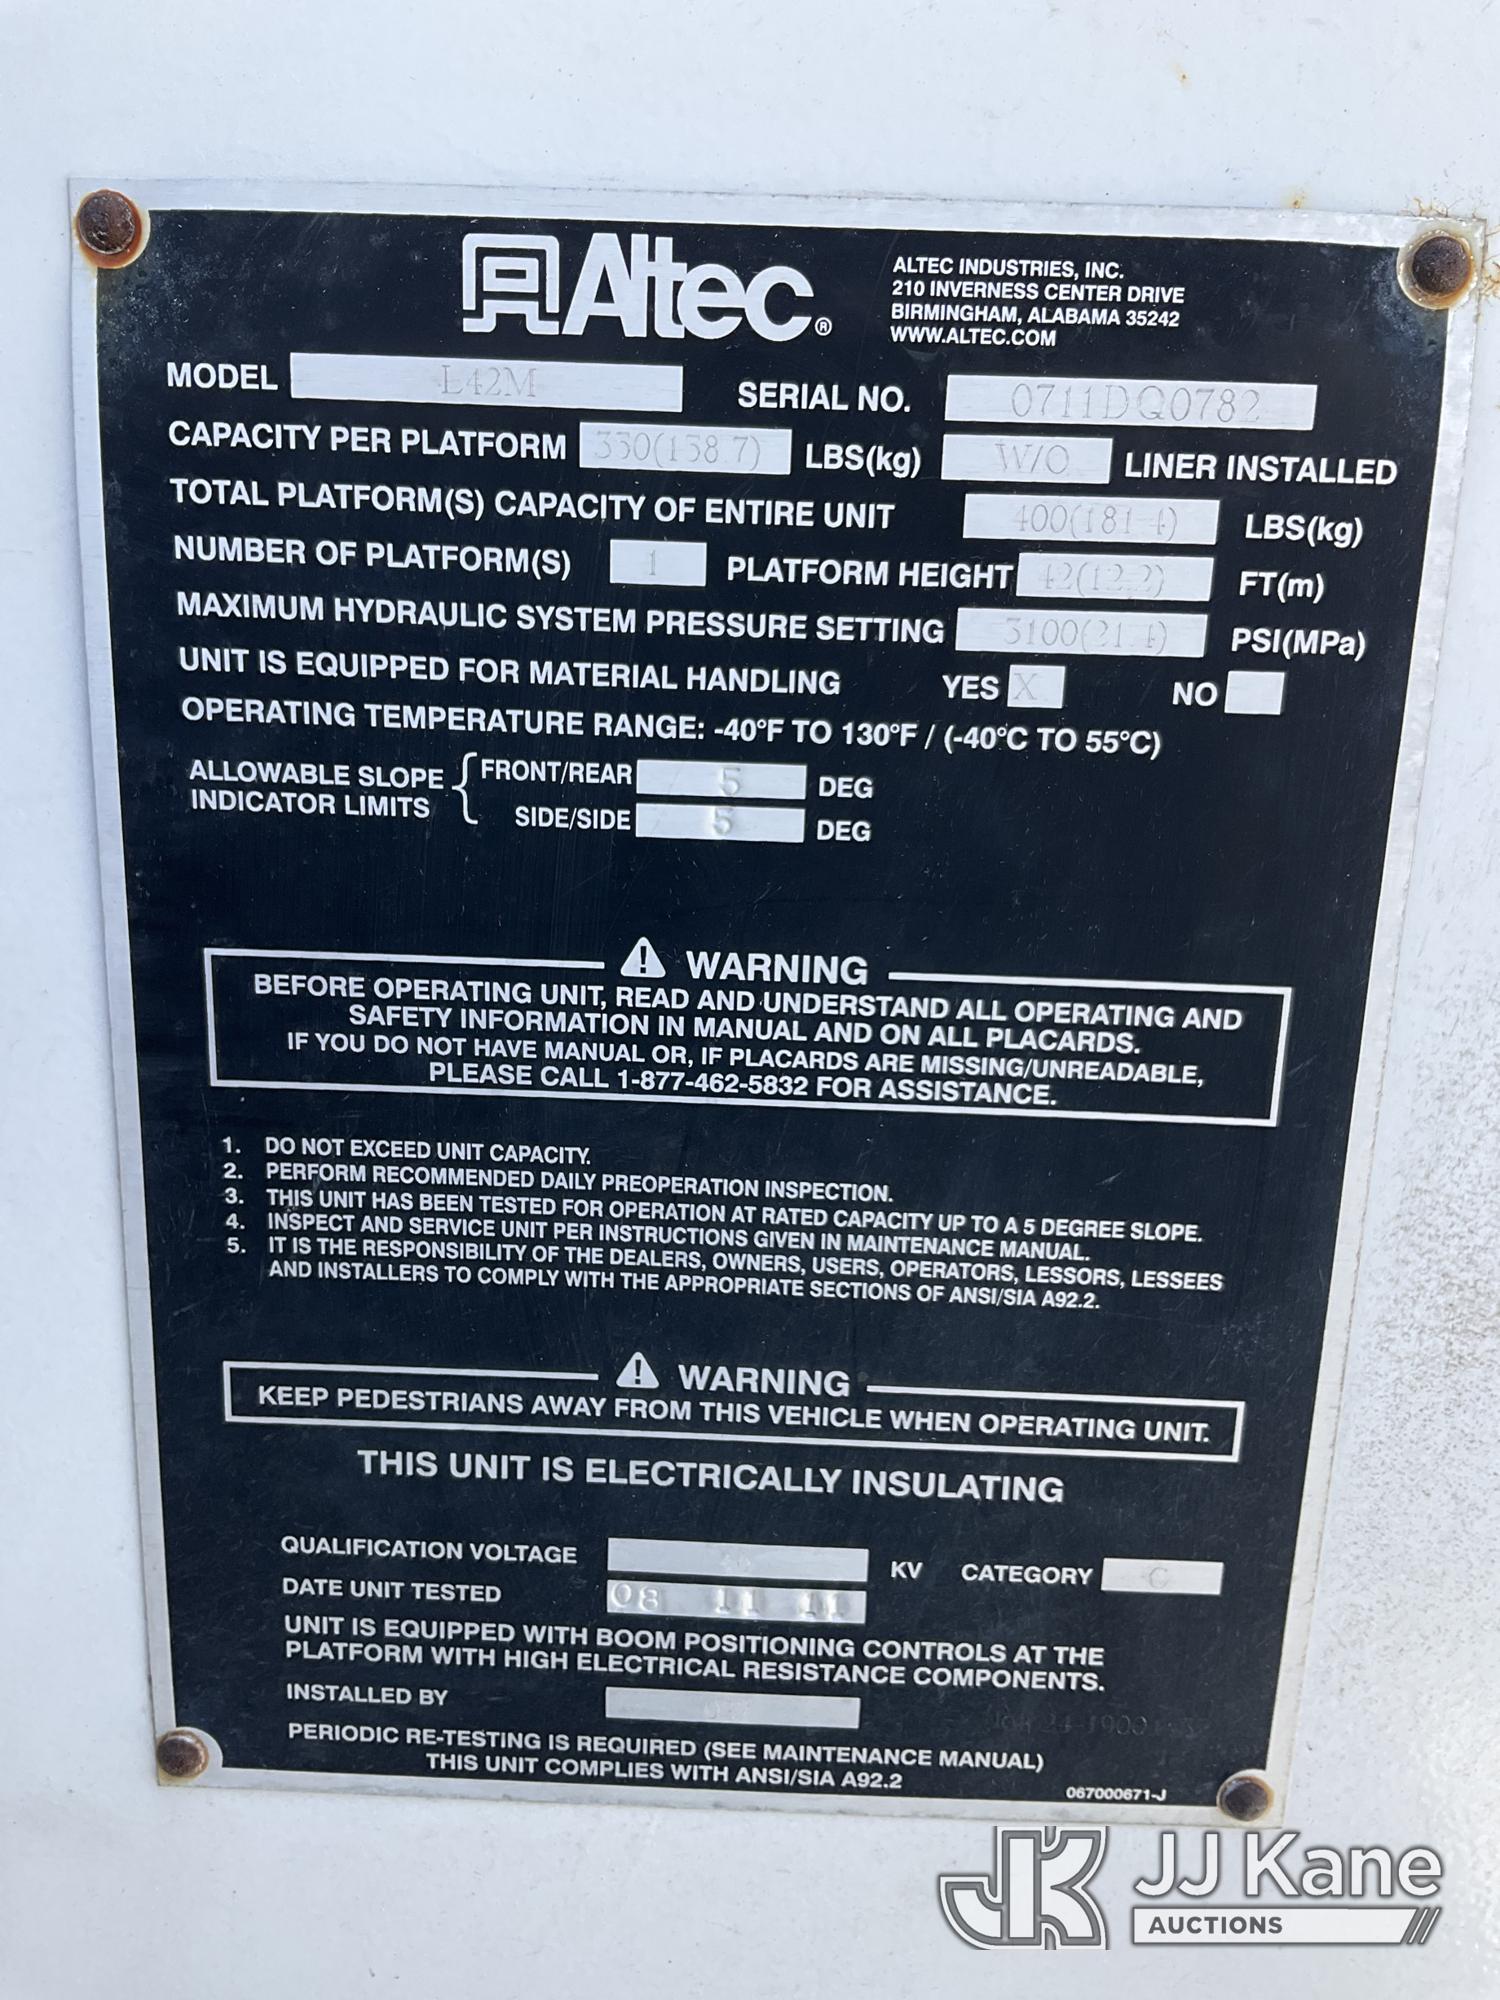 Altec®
ALTEC INDUSTRIES, INC.
210 INVERNESS CENTER DRIVE
BIRMINGHAM, ALABAMA 35242
WWW.ALTEC.COM
MODEL L42M SERIAL NO. 0711DQ0782
CAPACITY PER PLATFORM 350(158.7) LBS(kg) W/O LINER INSTALLED
TOTAL PLATFORM(S) CAPACITY OF ENTIRE UNIT 400(181.4) LBS(kg)
NUMBER OF PLATFORM(S) 1 PLATFORM HEIGHT 42(12.2) FT(m)
MAXIMUM HYDRAULIC SYSTEM PRESSURE SETTING 3100(21.4) PSI(MPa)
UNIT IS EQUIPPED FOR MATERIAL HANDLING YES X NO
OPERATING TEMPERATURE RANGE: -40°F TO 130°F / (-40°C TO 55°C)
ALLOWABLE SLOPE INDICATOR LIMITS
FRONT/REAR 5 DEG
SIDE/SIDE 5 DEG
WARNING
BEFORE OPERATING UNIT, READ AND UNDERSTAND ALL OPERATING AND
SAFETY INFORMATION IN MANUAL AND ON ALL PLACARDS.
IF YOU DO NOT HAVE MANUAL OR, IF PLACARDS ARE MISSING/UNREADABLE,
PLEASE CALL 1-877-462-5832 FOR ASSISTANCE.
1. DO NOT EXCEED UNIT CAPACITY.
2. PERFORM RECOMMENDED DAILY PREOPERATION INSPECTION.
3. THIS UNIT HAS BEEN TESTED FOR OPERATION AT RATED CAPACITY UP TO A 5 DEGREE SLOPE.
4. INSPECT AND SERVICE UNIT PER INSTRUCTIONS GIVEN IN MAINTENANCE MANUAL.
5. IT IS THE RESPONSIBILITY OF THE DEALERS, OWNERS, USERS, OPERATORS, LESSORS, LESSEES
AND INSTALLERS TO COMPLY WITH THE APPROPRIATE SECTIONS OF ANSI/SIA A92.2.
WARNING
KEEP PEDESTRIANS AWAY FROM THIS VEHICLE WHEN OPERATING UNIT.
THIS UNIT IS ELECTRICALLY INSULATING
QUALIFICATION VOLTAGE KV CATEGORY C
DATE UNIT TESTED 08 11 11
UNIT IS EQUIPPED WITH BOOM POSITIONING CONTROLS AT THE
PLATFORM WITH HIGH ELECTRICAL RESISTANCE COMPONENTS.
INSTALLED BY
PERIODIC RE-TESTING IS REQUIRED (SEE MAINTENANCE MANUAL)
THIS UNIT COMPLIES WITH ANSI/SIA A92.2
067000671-J
JK JJ Kane
AUCTIONS